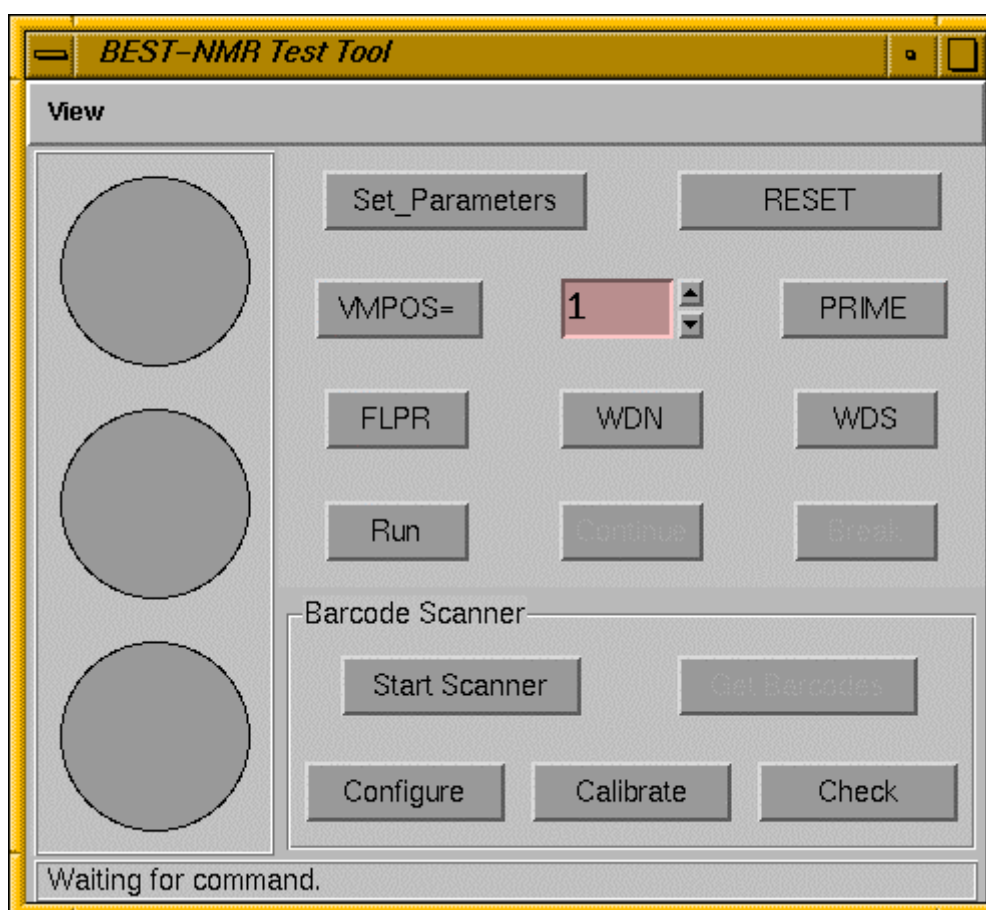 BEST-NMR Test Tool
View
Set_Parameters RESET
VMPOS= 1 PRIME
FLPR WDN WDS
Run Continue Break
Barcode Scanner
Start Scanner Get Barcodes
Configure Calibrate Check
Waiting for command.